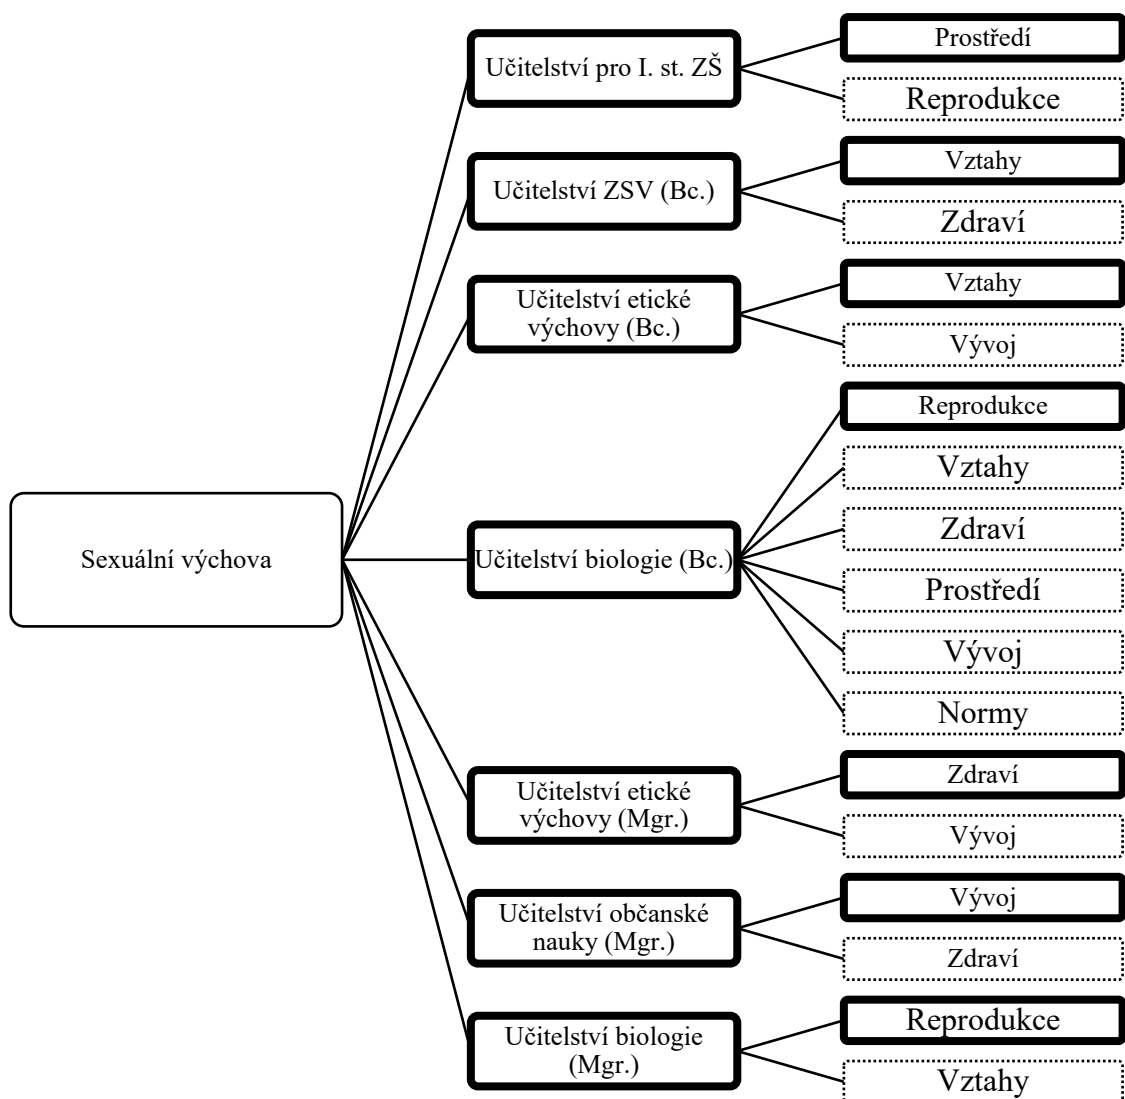 Sexuální výchova
Učitelství pro I. st. ZŠ
Prostředí
Reprodukce
Učitelství ZSV (Bc.)
Vztahy
Zdraví
Učitelství etické
výchovy (Bc.)
Vztahy
Vývoj
Učitelství biologie (Bc.)
Reprodukce
Vztahy
Zdraví
Prostředí
Vývoj
Normy
Učitelství etické
výchovy (Mgr.)
Zdraví
Vývoj
Učitelství občanské
nauky (Mgr.)
Vývoj
Zdraví
Učitelství biologie
(Mgr.)
Reprodukce
Vztahy